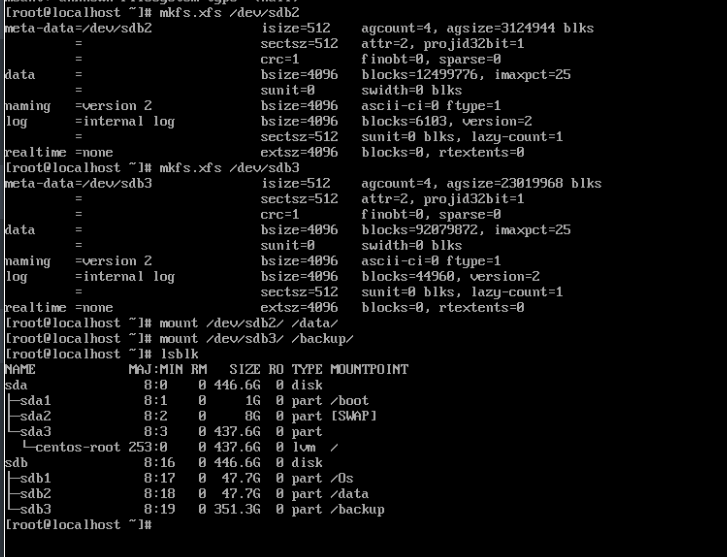 [root@localhost ~]# mkfs.xfs /dev/sdb2
meta-data=/dev/sdb2              isize=512    agcount=4, agsize=3124944 blks
         =                       sectsz=512   attr=2, projid32bit=1
         =                       crc=1        finobt=0, sparse=0
data     =                       bsize=4096   blocks=12499776, imaxpct=25
         =                       sunit=0      swidth=0 blks
naming   =version 2              bsize=4096   ascii-ci=0 ftype=1
log      =internal log           bsize=4096   blocks=6103, version=2
         =                       sectsz=512   sunit=0 blks, lazy-count=1
realtime =none                   extsz=4096   blocks=0, rtextents=0
[root@localhost ~]# mkfs.xfs /dev/sdb3
meta-data=/dev/sdb3              isize=512    agcount=4, agsize=23019968 blks
         =                       sectsz=512   attr=2, projid32bit=1
         =                       crc=1        finobt=0, sparse=0
data     =                       bsize=4096   blocks=92079872, imaxpct=25
         =                       sunit=0      swidth=0 blks
naming   =version 2              bsize=4096   ascii-ci=0 ftype=1
log      =internal log           bsize=4096   blocks=44960, version=2
         =                       sectsz=512   sunit=0 blks, lazy-count=1
realtime =none                   extsz=4096   blocks=0, rtextents=0
[root@localhost ~]# mount /dev/sdb2/ /data/
[root@localhost ~]# mount /dev/sdb3/ /backup/
[root@localhost ~]# lsblk
NAME            MAJ:MIN RM   SIZE RO TYPE MOUNTPOINT
sda               8:0    0 446.6G  0 disk
├─sda1            8:1    0     1G  0 part /boot
├─sda2            8:2    0     8G  0 part [SWAP]
└─sda3            8:3    0 437.6G  0 part
  └─centos-root 253:0    0 437.6G  0 lvm  /
sdb               8:16   0 446.6G  0 disk
├─sdb1            8:17   0  47.7G  0 part /Os
├─sdb2            8:18   0  47.7G  0 part /data
└─sdb3            8:19   0 351.3G  0 part /backup
[root@localhost ~]#